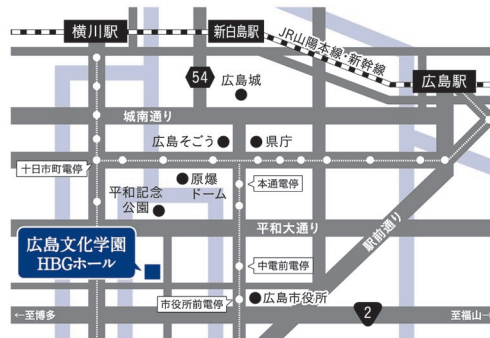 横川駅
新白島駅
JR山陽本線・新幹線
広島駅
54
広島城
城南通り
広島そごう
県庁
十日市町電停
原爆
ドーム
本通電停
平和記念
公園
平和大通り
駅前通り
広島文化学園
HBGホール
中電前電停
市役所前電停
広島市役所
2
←至博多
至福山→